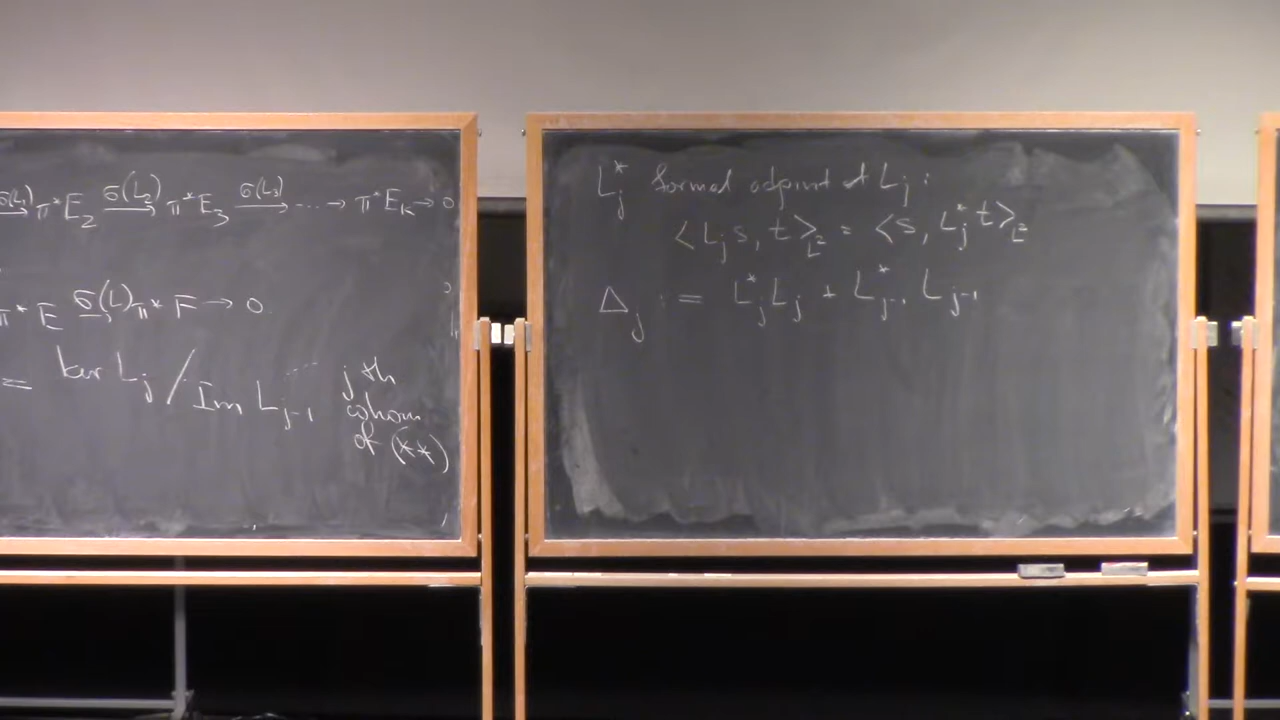 σ(L₁)→ π*E₂ σ(L₂)→ π*E₃ σ(L₃)→ ⋯ → π*E_k → 0
π*E σ(L)→ π*F → 0
= ker L_j / Im L_{j-1} jth
cohom
of (**)
L_j^* formal adjoint of L_j :
<L_j s, t>_{L²} = <s, L_j^* t>_{L²}
Δ_j := L_j^* L_j + L_{j-1}^* L_{j-1}